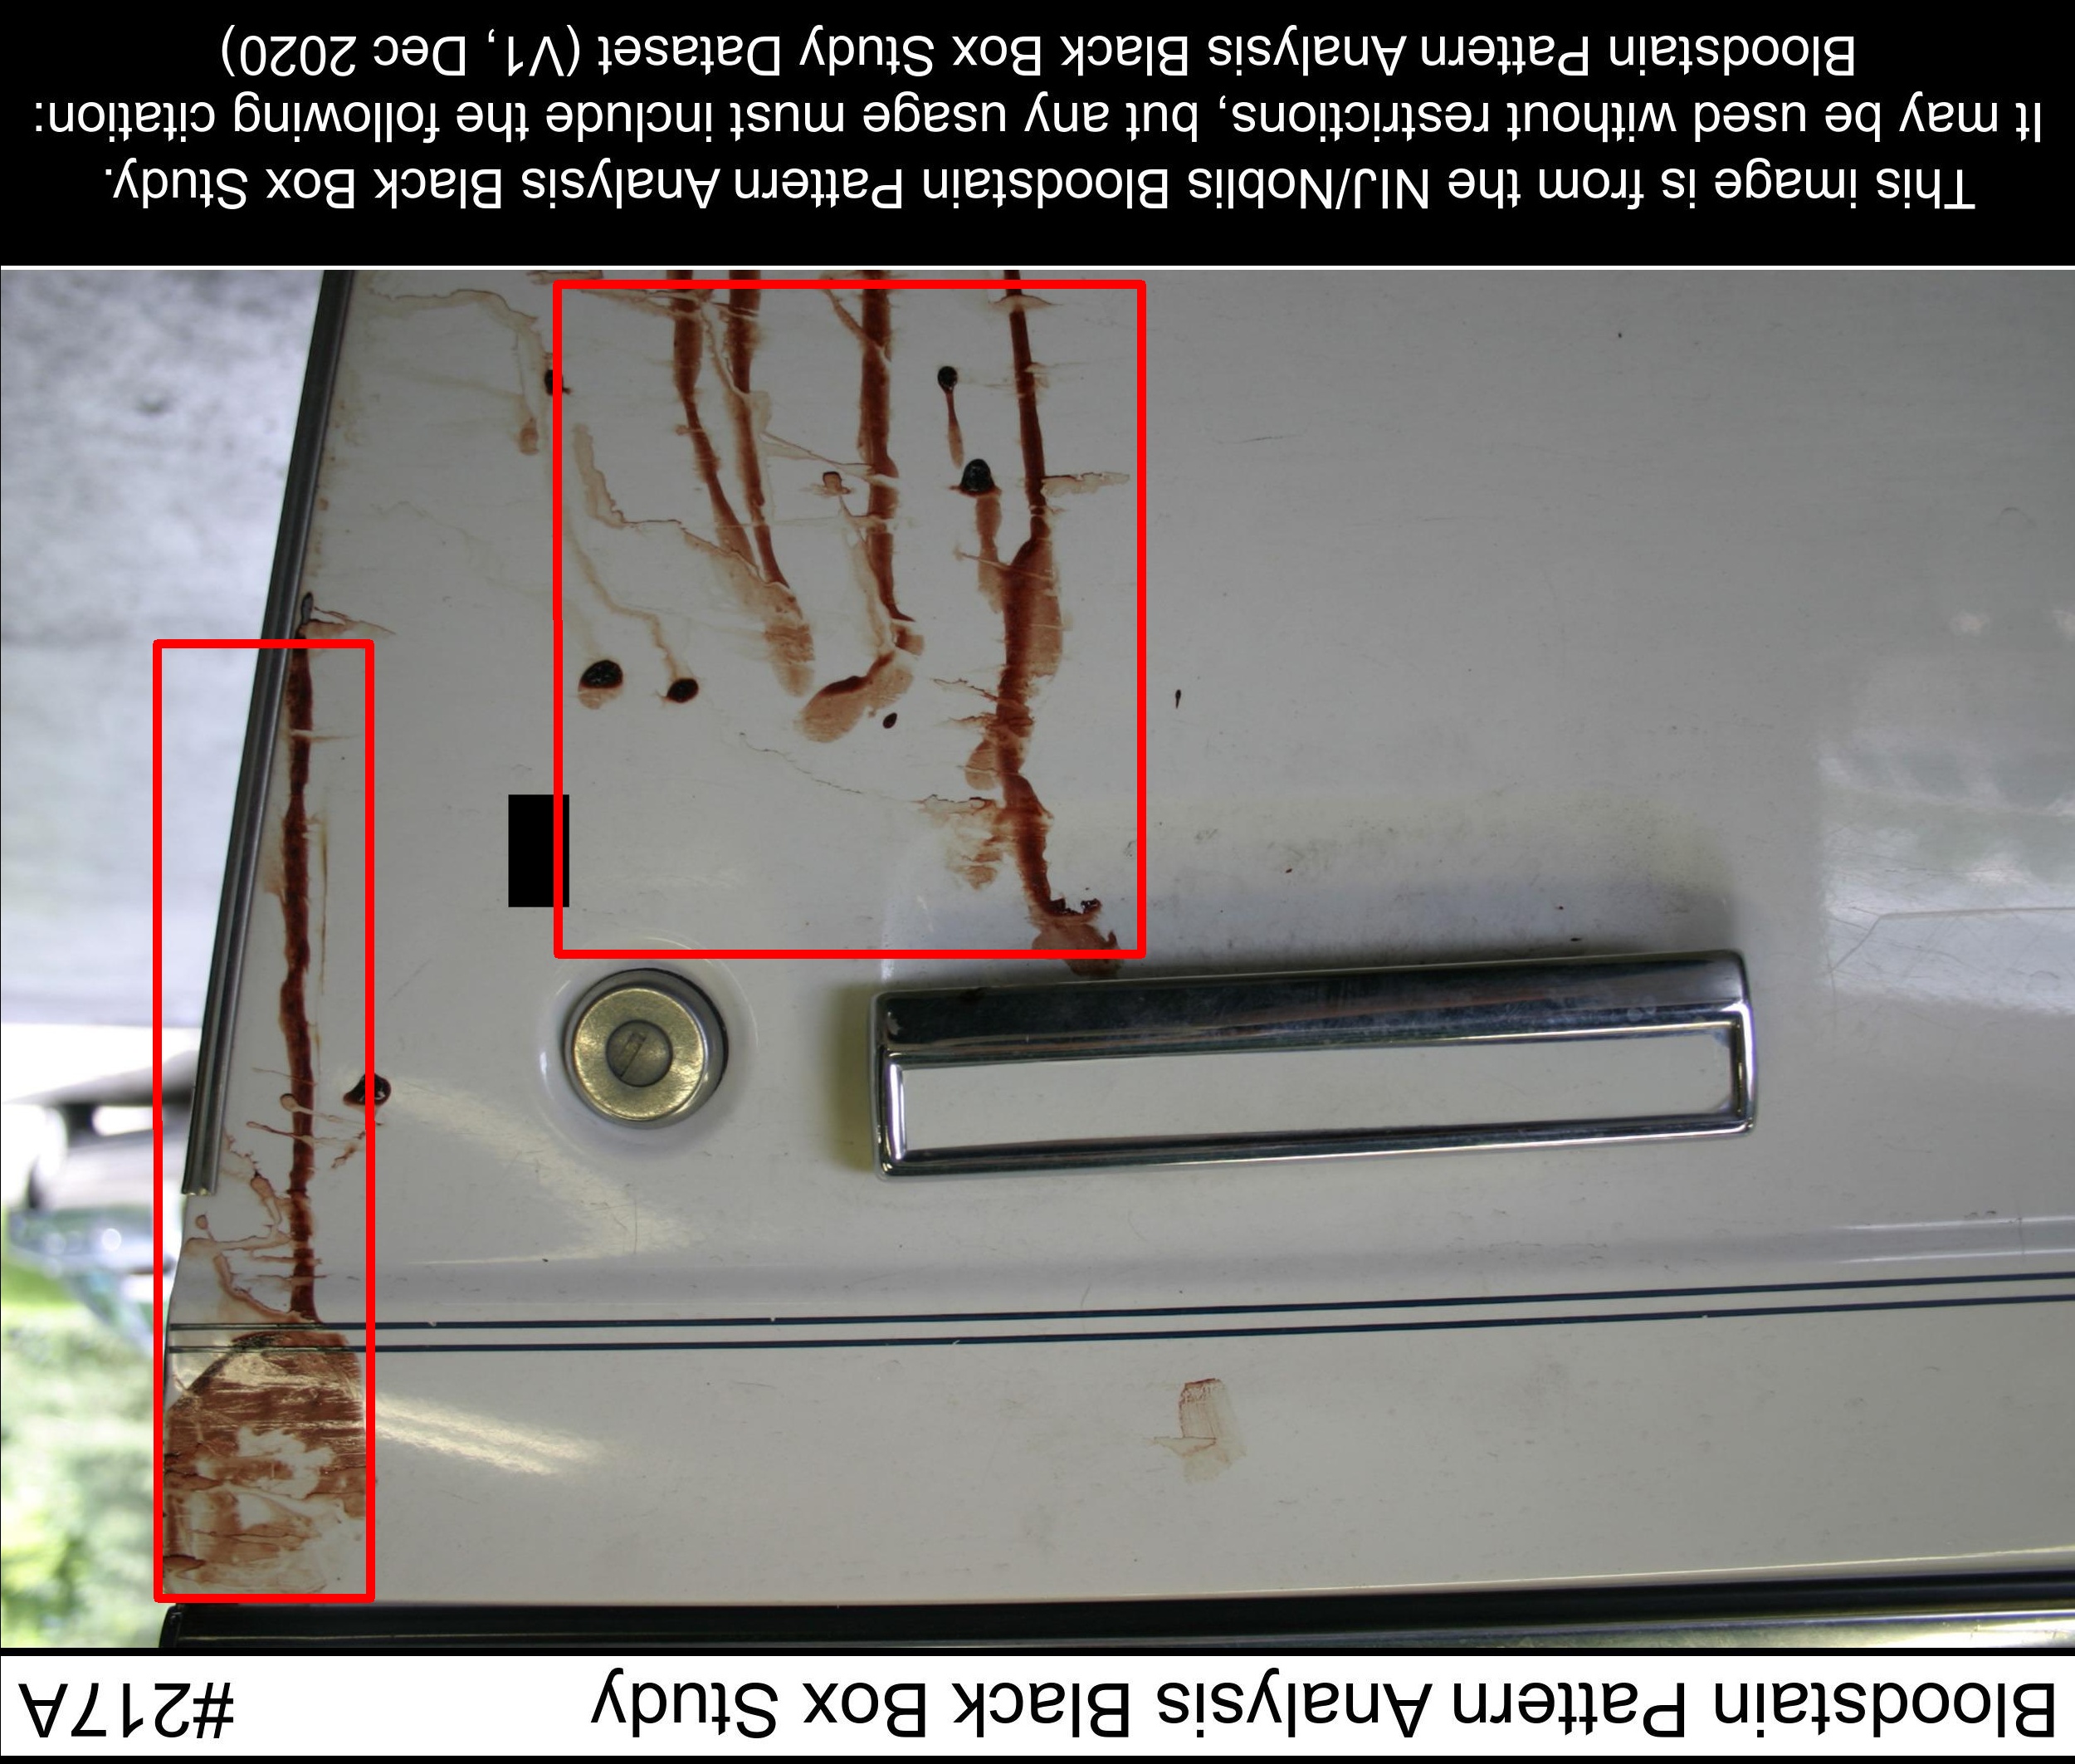 Bloodstain Pattern Analysis Black Box Study #217A
This image is from the NIJ/Noblis Bloodstain Pattern Analysis Black Box Study.
It may be used without restrictions, but any usage must include the following citation:
Bloodstain Pattern Analysis Black Box Study Dataset (V1, Dec 2020)